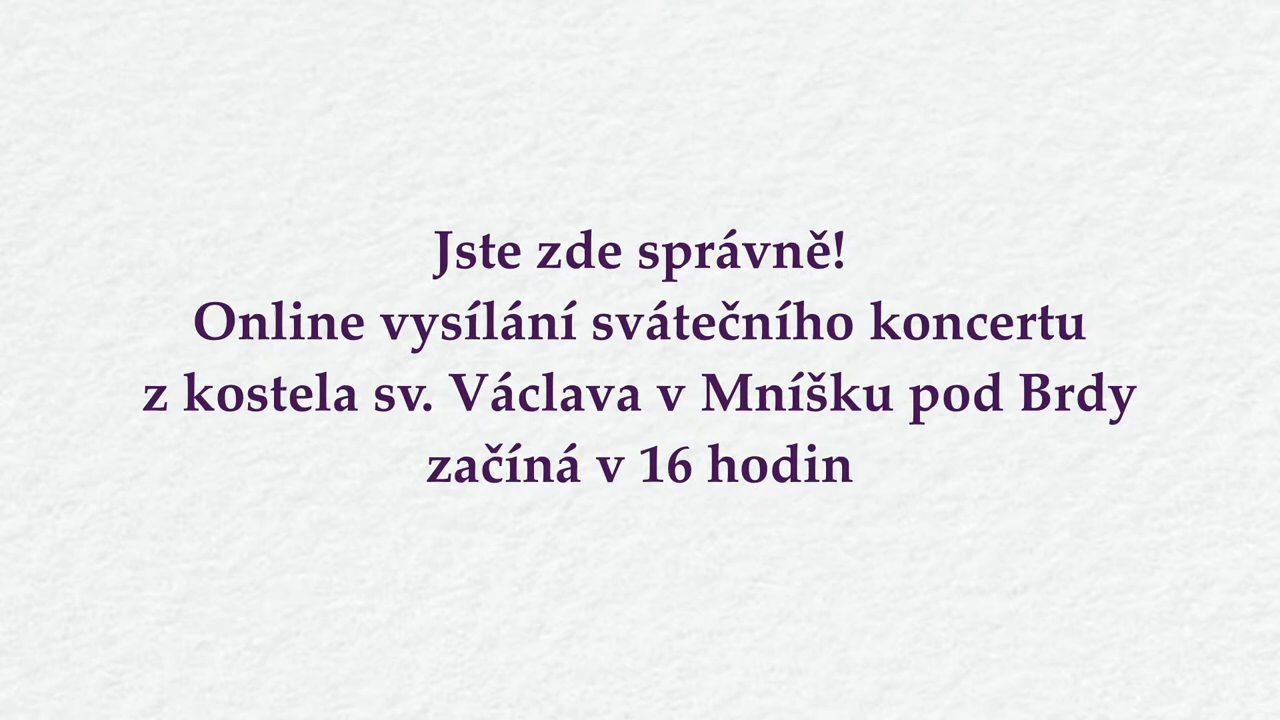 Jste zde správně!
Online vysílání svátečního koncertu
z kostela sv. Václava v Mníšku pod Brdy
začíná v 16 hodin